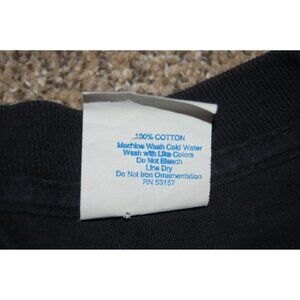 100% COTTON
Machine Wash Cold Water
Wash with Like Colors
Do Not Bleach
Line Dry
Do Not Iron Ornamentation
RN 53157